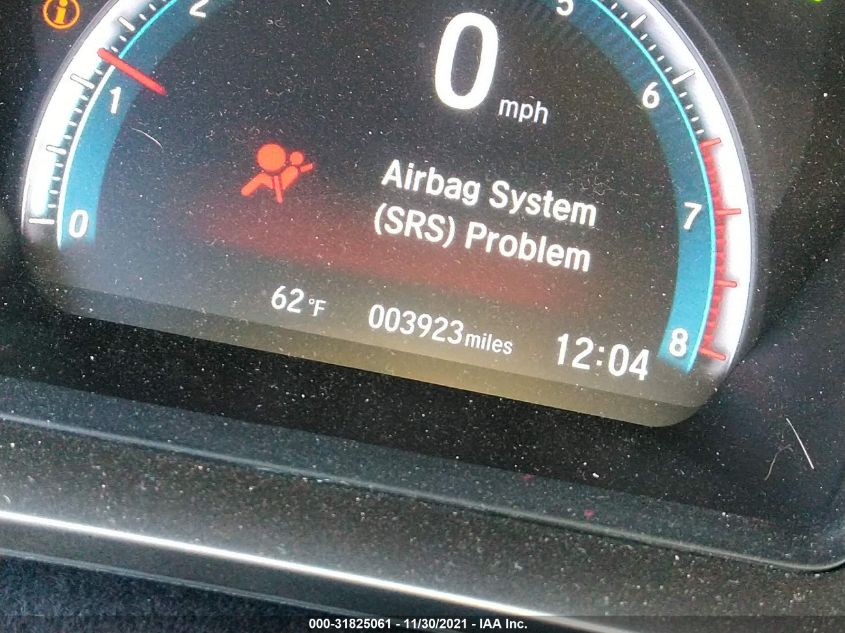 i
0
1
2
5
6
7
8
0
mph
Airbag System
(SRS) Problem
62 °F
003923 miles
12:04
000-31825061 - 11/30/2021 - IAA Inc.